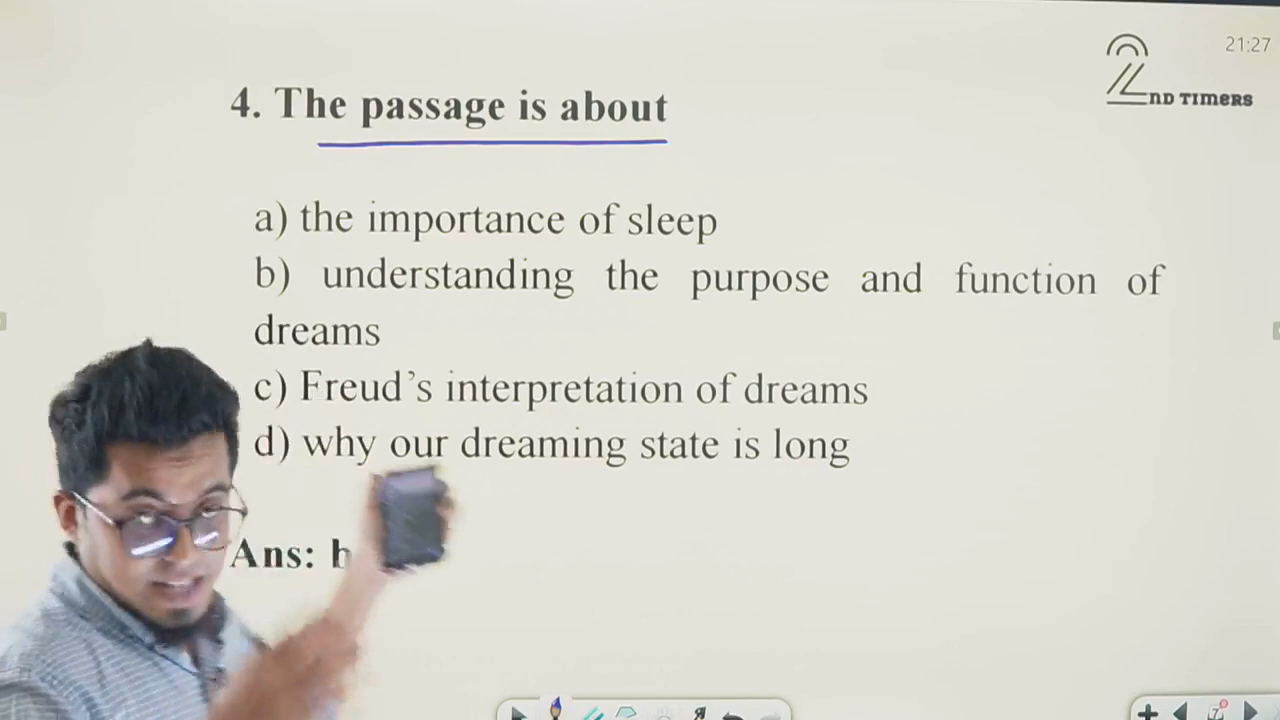 21:27
2ND TIMERS
4. The passage is about
a) the importance of sleep
b) understanding the purpose and function of
dreams
c) Freud’s interpretation of dreams
d) why our dreaming state is long
Ans: b